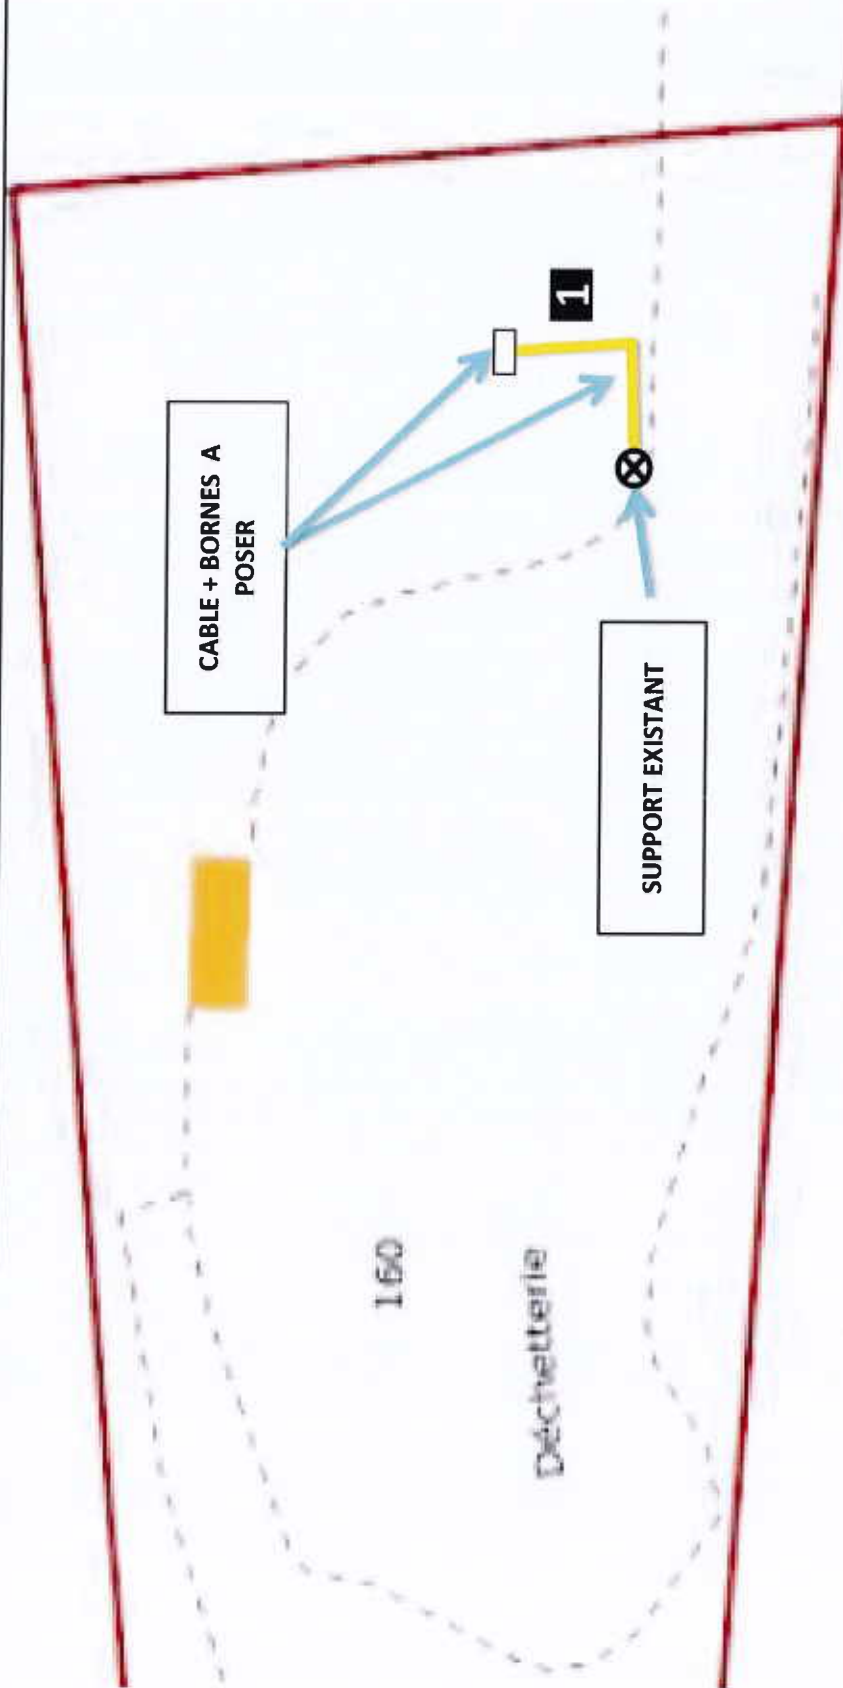 CABLE + BORNES A
POSER
1
SUPPORT EXISTANT
160
Déchetterie